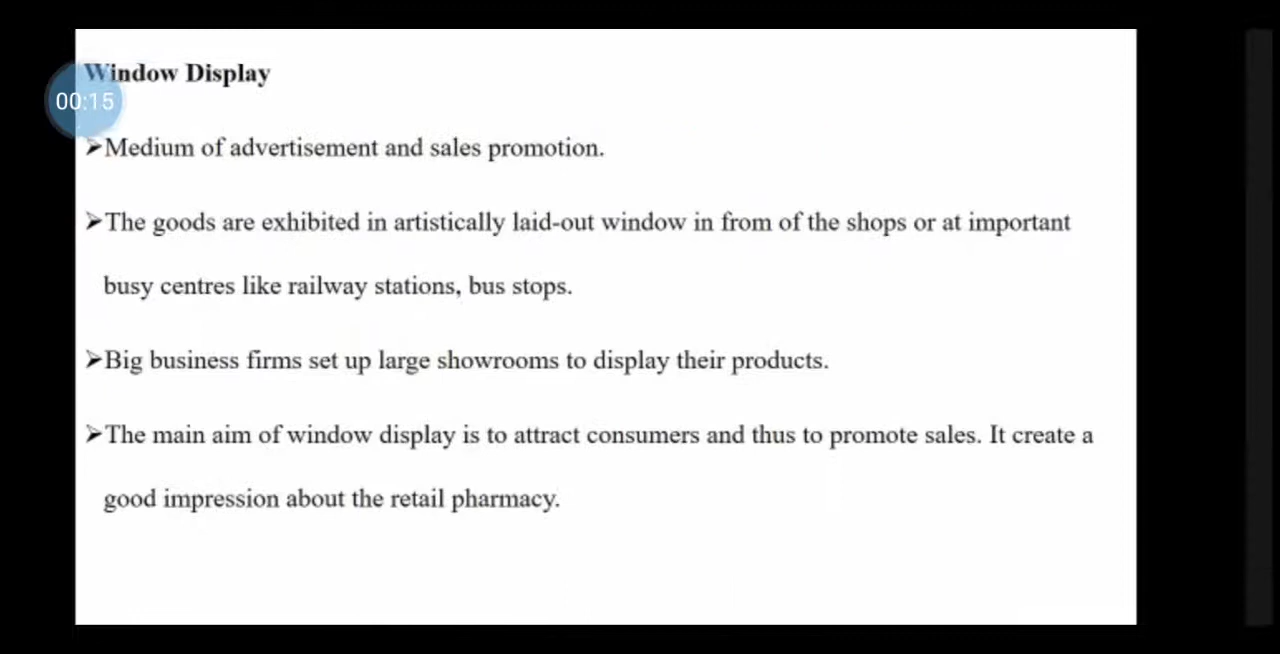 Window Display
00:15
➤Medium of advertisement and sales promotion.
➤The goods are exhibited in artistically laid-out window in from of the shops or at important
busy centres like railway stations, bus stops.
➤Big business firms set up large showrooms to display their products.
➤The main aim of window display is to attract consumers and thus to promote sales. It create a
good impression about the retail pharmacy.